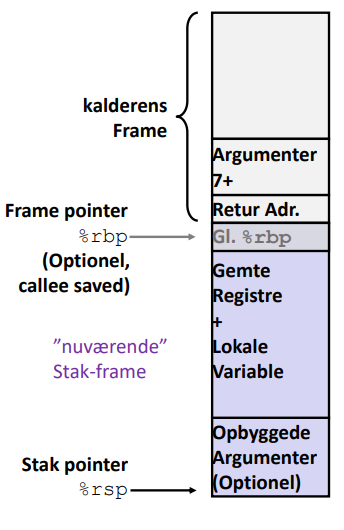 kalderens
Frame
Argumenter
7+
Retur Adr.
Frame pointer
%rbp
(Optionel,
callee saved)
Gl. %rbp
Gemte
Registre
+
Lokale
Variable
”nuværende”
Stak-frame
Opbyggede
Argumenter
(Optionel)
Stak pointer
%rsp